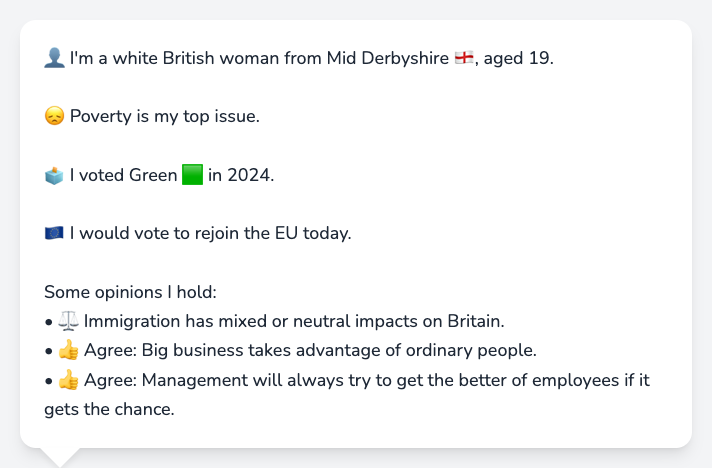 👤 I'm a white British woman from Mid Derbyshire 🏴󠁧󠁢󠁥󠁮󠁧󠁿, aged 19.
😞 Poverty is my top issue.
🗳️ I voted Green 🟩 in 2024.
🇪🇺 I would vote to rejoin the EU today.
Some opinions I hold:
• ⚖️ Immigration has mixed or neutral impacts on Britain.
• 👍 Agree: Big business takes advantage of ordinary people.
• 👍 Agree: Management will always try to get the better of employees if it
gets the chance.